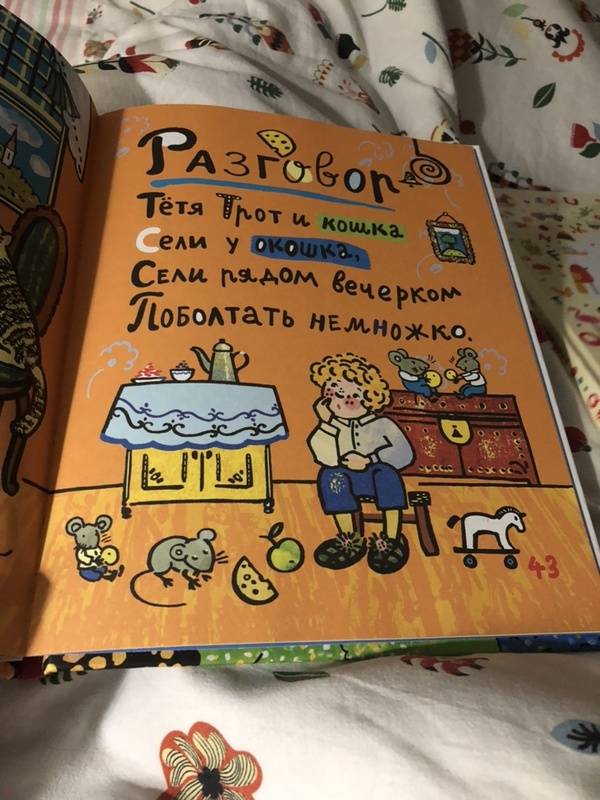 Разговор
Тётя Трот и кошка
Сели у окошка,
Сели рядом вечерком
Поболтать немножко.
43